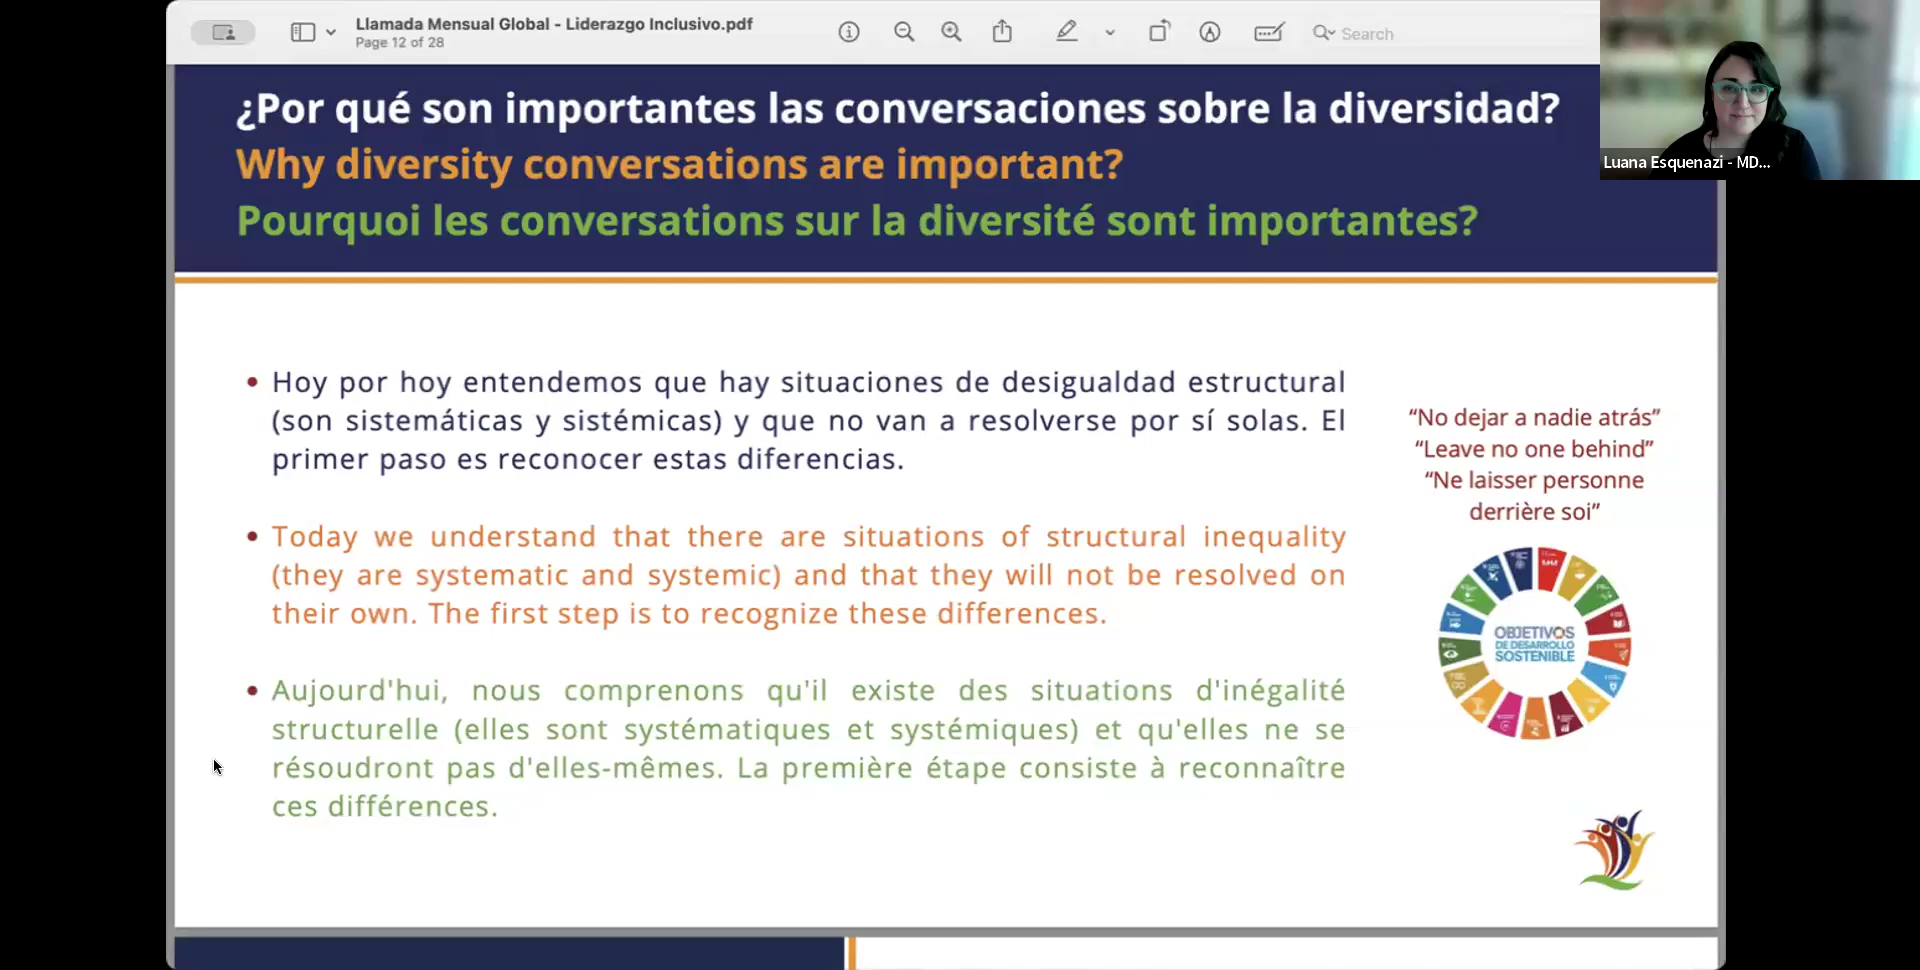 Llamada Mensual Global - Liderazgo Inclusivo.pdf
Page 12 of 28
Search
Luana Esquenazi - MD...
¿Por qué son importantes las conversaciones sobre la diversidad?
Why diversity conversations are important?
Pourquoi les conversations sur la diversité sont importantes?
• Hoy por hoy entendemos que hay situaciones de desigualdad estructural
(son sistemáticas y sistémicas) y que no van a resolverse por sí solas. El
primer paso es reconocer estas diferencias.
• Today we understand that there are situations of structural inequality
(they are systematic and systemic) and that they will not be resolved on
their own. The first step is to recognize these differences.
• Aujourd'hui, nous comprenons qu'il existe des situations d'inégalité
structurelle (elles sont systématiques et systémiques) et qu'elles ne se
résoudront pas d'elles-mêmes. La première étape consiste à reconnaître
ces différences.
“No dejar a nadie atrás”
“Leave no one behind”
“Ne laisser personne
derrière soi”
OBJETIVOS
DE DESARROLLO
SOSTENIBLE